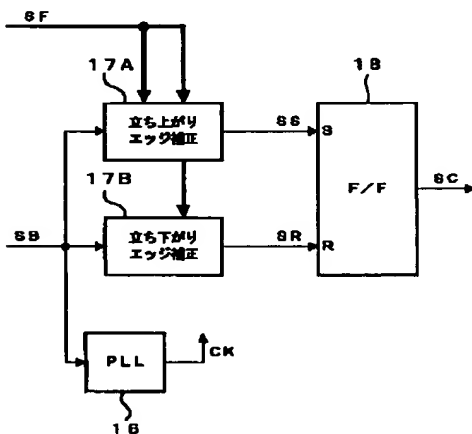 SF
17A
18
立ち上がり
エッジ補正
SS
S
17B
F/F
SC
立ち下がり
エッジ補正
SB
SR
R
PLL
CK
16